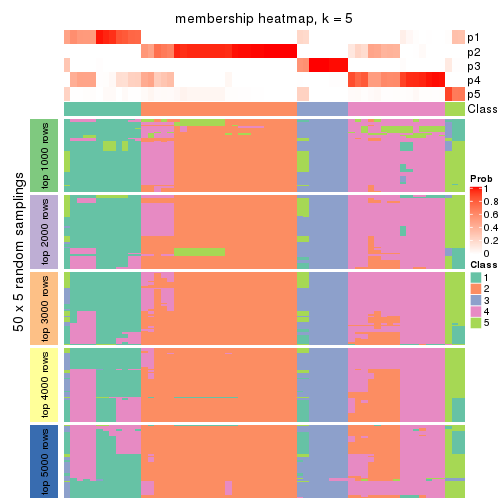 membership heatmap, k = 5
p1
p2
p3
p4
p5
Class
50 x 5 random samplings
top 1000 rows
top 2000 rows
top 3000 rows
top 4000 rows
top 5000 rows
Prob
1
0.8
0.6
0.4
0.2
0
Class
1
2
3
4
5